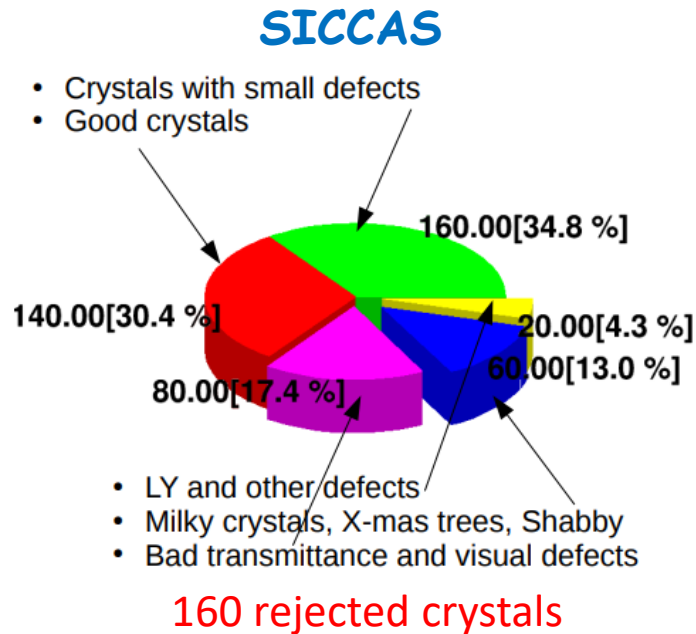 SICCAS
• Crystals with small defects
• Good crystals
160.00[34.8 %]
140.00[30.4 %]
20.00[4.3 %]
60.00[13.0 %]
80.00[17.4 %]
• LY and other defects
• Milky crystals, X-mas trees, Shabby
• Bad transmittance and visual defects
160 rejected crystals